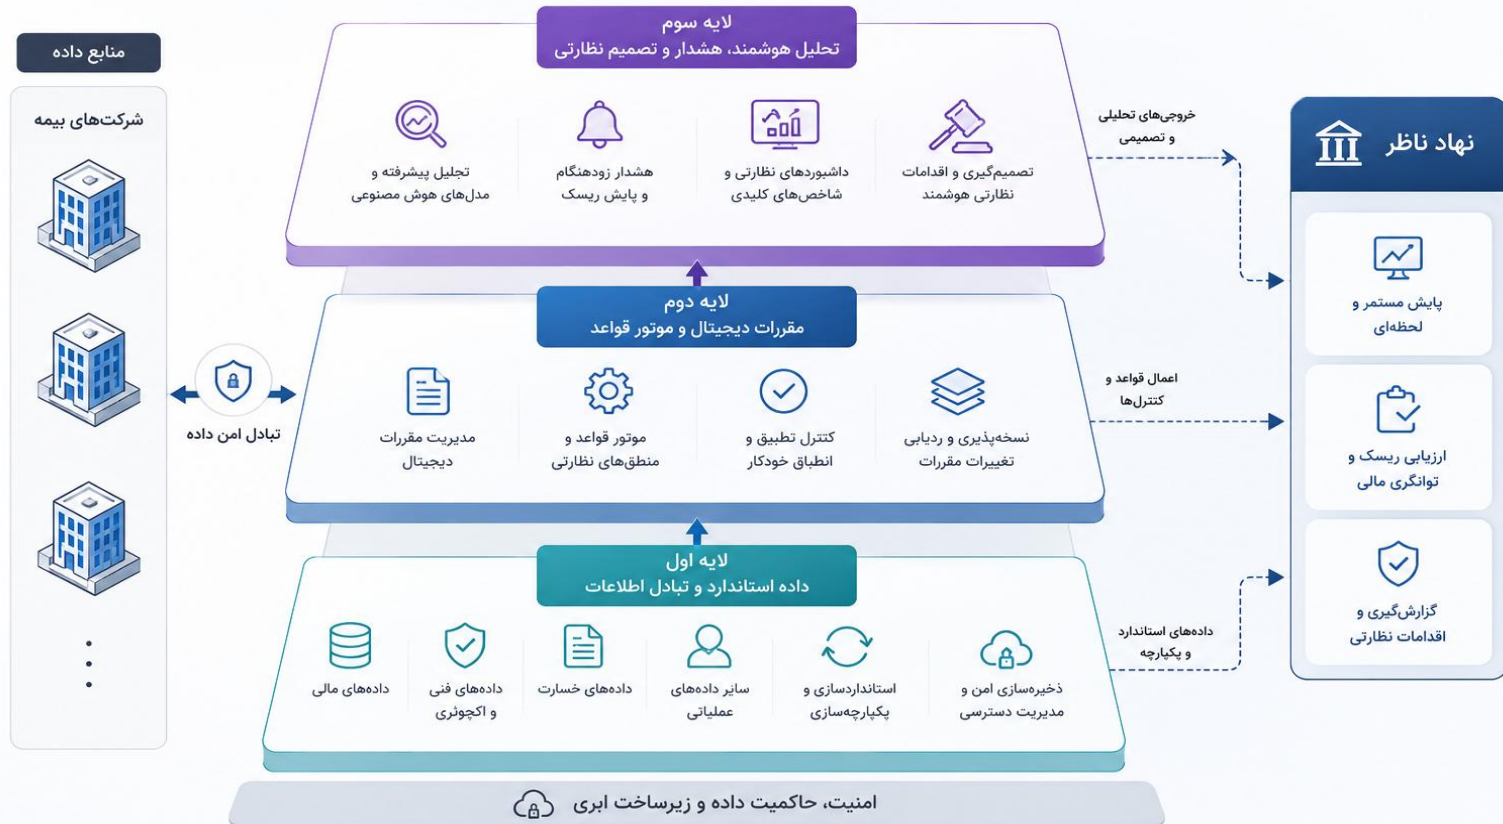 منابع داده
شرکت‌های بیمه
تبادل امن داده
لایه سوم
تحلیل هوشمند، هشدار و تصمیم نظارتی
تجلیل پیشرفته و
مدل‌های هوش مصنوعی
هشدار زودهنگام
و پایش ریسک
داشبوردهای نظارتی و
شاخص‌های کلیدی
تصمیم‌گیری و اقدامات
نظارتی هوشمند
لایه دوم
مقررات دیجیتال و موتور قواعد
مدیریت مقررات
دیجیتال
موتور قواعد و
منطق‌های نظارتی
کنترل تطبیق و
انطباق خودکار
نسخه‌پذیری و ردیابی
تغییرات مقررات
لایه اول
داده استاندارد و تبادل اطلاعات
داده‌های مالی
داده‌های فنی
و اکچوئری
داده‌های خسارت
سایر داده‌های
عملیاتی
استانداردسازی و
یکپارچه‌سازی
ذخیره‌سازی امن و
مدیریت دسترسی
امنیت، حاکمیت داده و زیرساخت ابری
خروجی‌های تحلیلی
و تصمیمی
اعمال قواعد و
کنترل‌ها
داده‌های استاندارد
و یکپارچه
نهاد ناظر
پایش مستمر و
لحظه‌ای
ارزیابی ریسک و
توانگری مالی
گزارش‌گیری و
اقدامات نظارتی